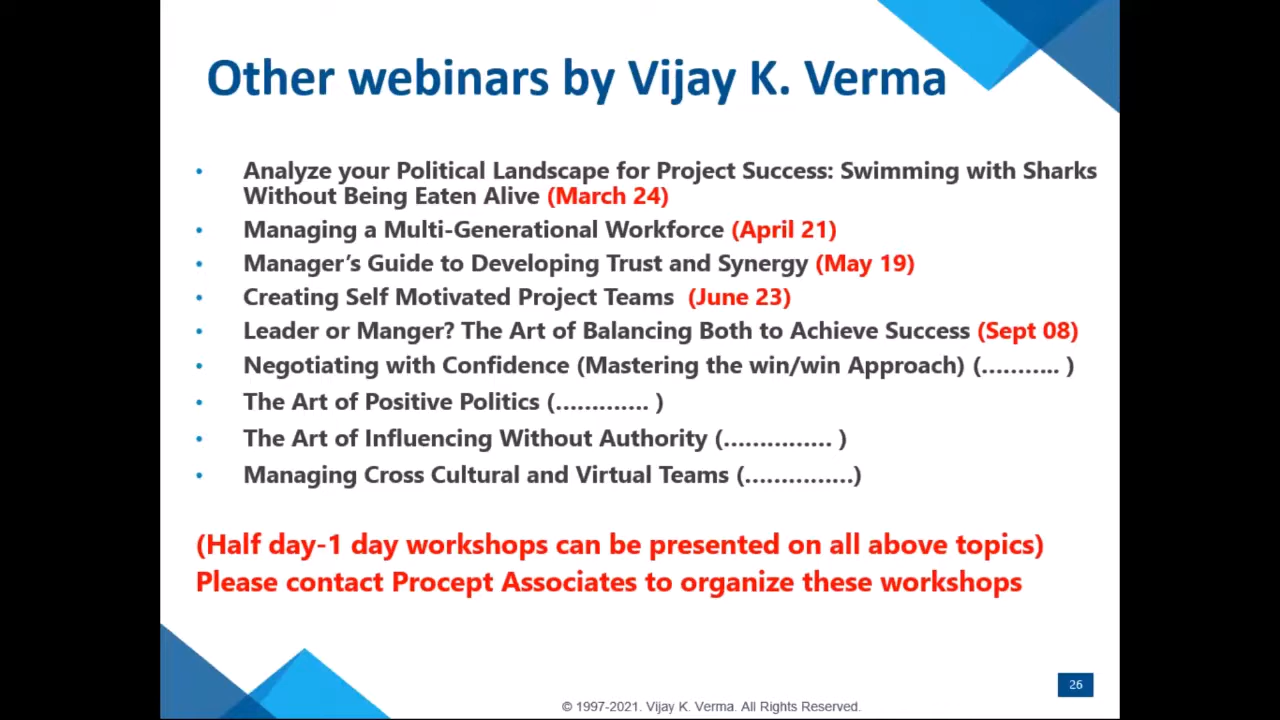 Other webinars by Vijay K. Verma
• Analyze your Political Landscape for Project Success: Swimming with Sharks
Without Being Eaten Alive (March 24)
• Managing a Multi-Generational Workforce (April 21)
• Manager’s Guide to Developing Trust and Synergy (May 19)
• Creating Self Motivated Project Teams (June 23)
• Leader or Manger? The Art of Balancing Both to Achieve Success (Sept 08)
• Negotiating with Confidence (Mastering the win/win Approach) (……….. )
• The Art of Positive Politics (…………. )
• The Art of Influencing Without Authority (…………… )
• Managing Cross Cultural and Virtual Teams (……………)
(Half day-1 day workshops can be presented on all above topics)
Please contact Procept Associates to organize these workshops
26
© 1997-2021. Vijay K. Verma. All Rights Reserved.